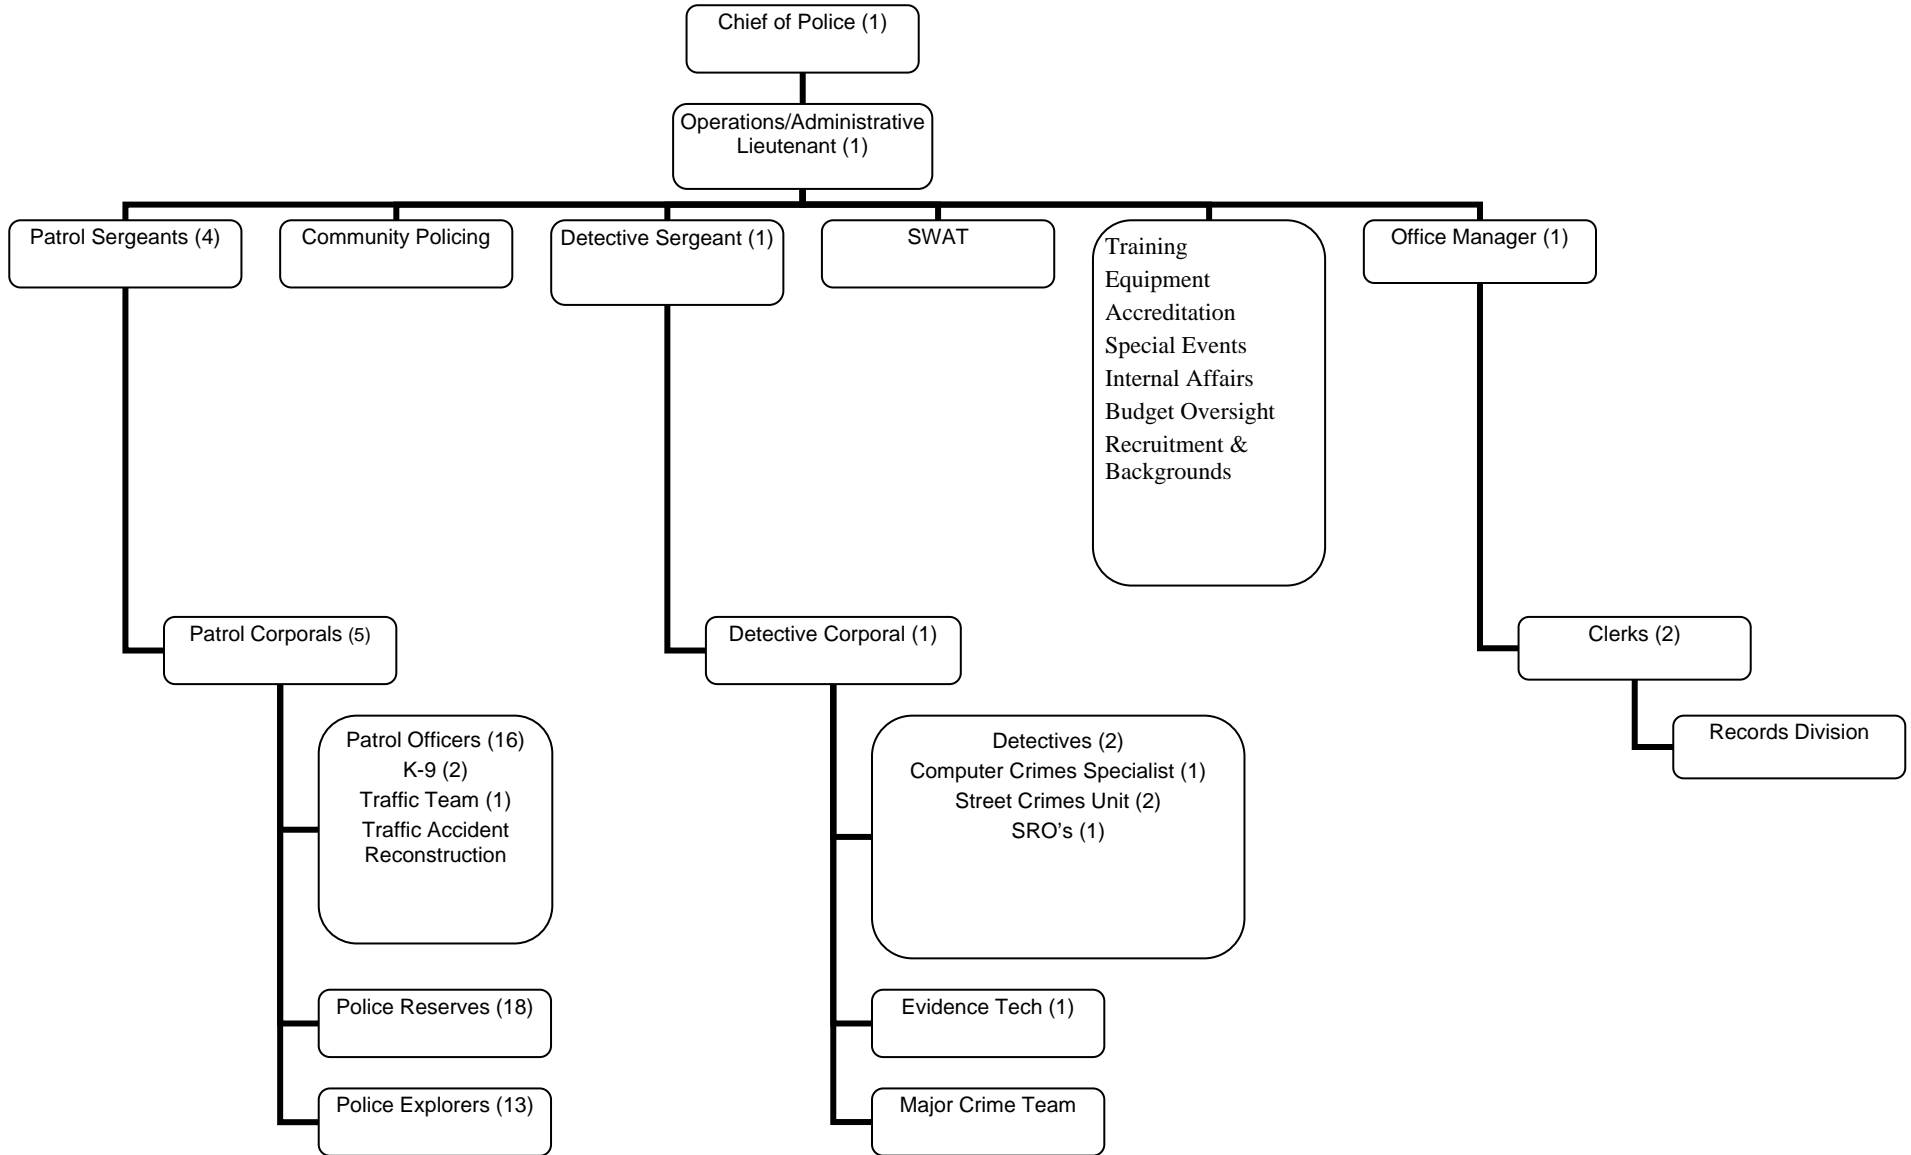 Chief of Police (1)
Operations/Administrative
Lieutenant (1)
Patrol Sergeants (4)
Community Policing
Detective Sergeant (1)
SWAT
Training
Equipment
Accreditation
Special Events
Internal Affairs
Budget Oversight
Recruitment &
Backgrounds
Office Manager (1)
Patrol Corporals (5)
Detective Corporal (1)
Clerks (2)
Patrol Officers (16)
K-9 (2)
Traffic Team (1)
Traffic Accident
Reconstruction
Detectives (2)
Computer Crimes Specialist (1)
Street Crimes Unit (2)
SRO’s (1)
Records Division
Police Reserves (18)
Evidence Tech (1)
Police Explorers (13)
Major Crime Team